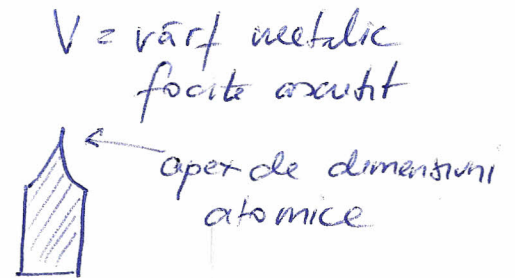 V = vârf metalic
foarte ascuțit
apex de dimensiuni
atomice